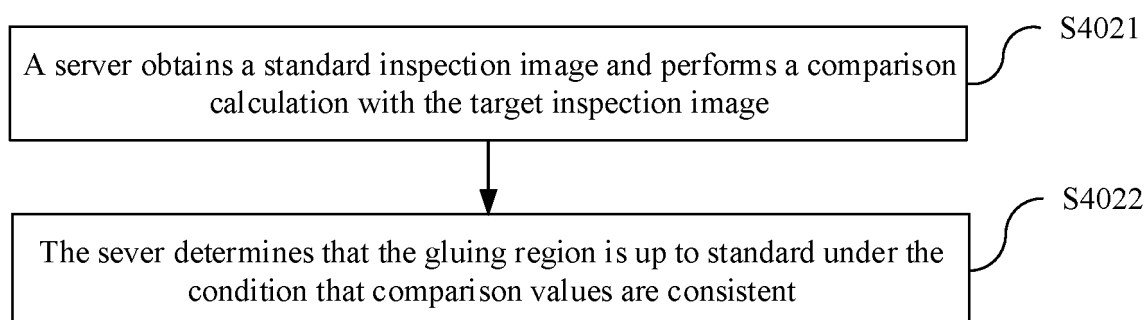 S4021
A server obtains a standard inspection image and performs a comparison
calculation with the target inspection image
S4022
The sever determines that the gluing region is up to standard under the
condition that comparison values are consistent